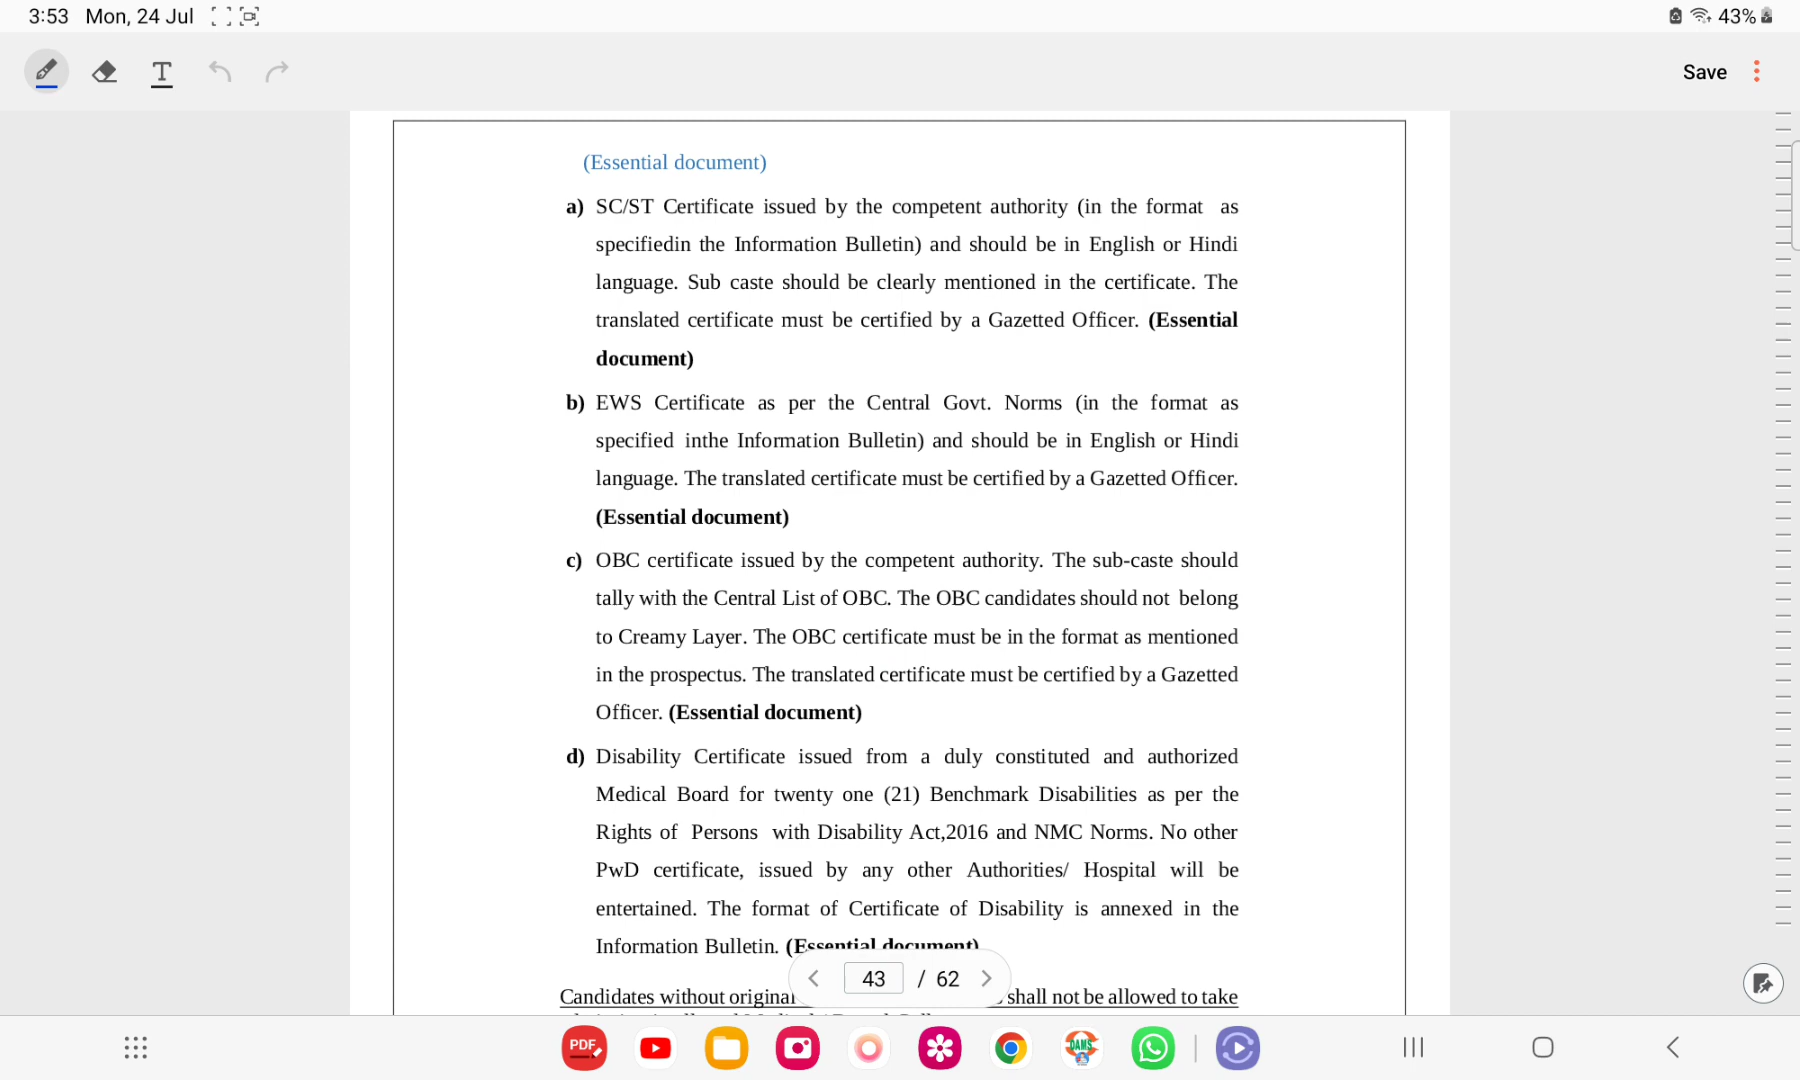 3:53 Mon, 24 Jul
43%
T
Save
(Essential document)
a) SC/ST Certificate issued by the competent authority (in the format as
specifiedin the Information Bulletin) and should be in English or Hindi
language. Sub caste should be clearly mentioned in the certificate. The
translated certificate must be certified by a Gazetted Officer. (Essential
document)
b) EWS Certificate as per the Central Govt. Norms (in the format as
specified inthe Information Bulletin) and should be in English or Hindi
language. The translated certificate must be certified by a Gazetted Officer.
(Essential document)
c) OBC certificate issued by the competent authority. The sub-caste should
tally with the Central List of OBC. The OBC candidates should not belong
to Creamy Layer. The OBC certificate must be in the format as mentioned
in the prospectus. The translated certificate must be certified by a Gazetted
Officer. (Essential document)
d) Disability Certificate issued from a duly constituted and authorized
Medical Board for twenty one (21) Benchmark Disabilities as per the
Rights of Persons with Disability Act,2016 and NMC Norms. No other
PwD certificate, issued by any other Authorities/ Hospital will be
entertained. The format of Certificate of Disability is annexed in the
Information Bulletin. (Essential document)
43 / 62
Candidates without original shall not be allowed to take
PDF
DAMS